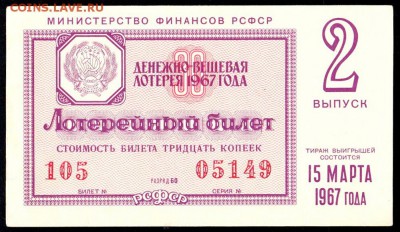 COINS.LAVE.RU
МИНИСТЕРСТВО ФИНАНСОВ РСФСР
ДЕНЕЖНО-ВЕЩЕВАЯ
ЛОТЕРЕЯ 1967 ГОДА
Лотерейный билет
СТОИМОСТЬ БИЛЕТА ТРИДЦАТЬ КОПЕЕК
105 05149
БИЛЕТ № РАЗРЯД 60 СЕРИЯ №
РСФСР
2
ВЫПУСК
ТИРАЖ ВЫИГРЫШЕЙ
СОСТОИТСЯ
15 МАРТА
1967 ГОДА